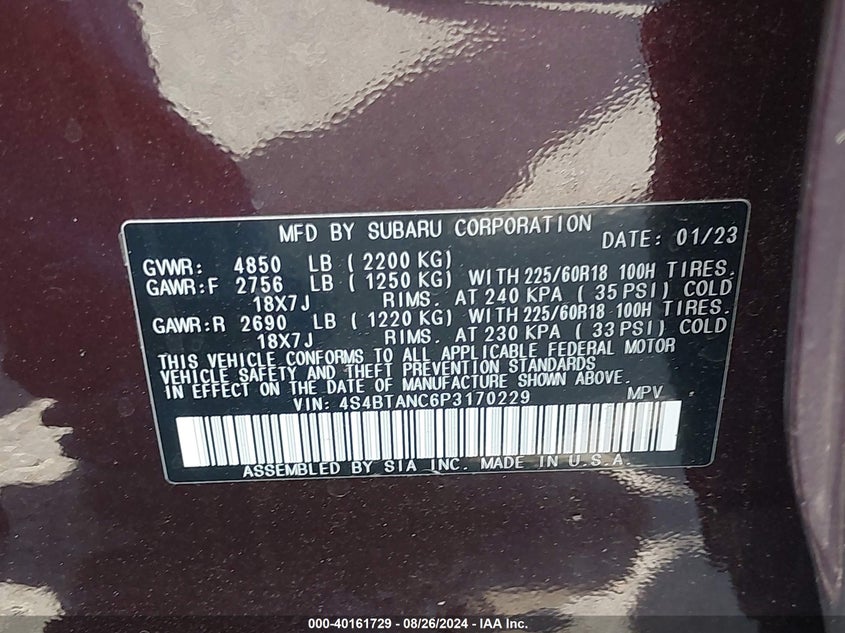 MFD BY SUBARU CORPORATION DATE: 01/23
GVWR: 4850 LB ( 2200 KG)
GAWR:F 2756 LB ( 1250 KG) WITH 225/60R18 100H TIRES.
18X7J RIMS. AT 240 KPA ( 35 PSI) COLD
GAWR:R 2690 LB ( 1220 KG) WITH 225/60R18 100H TIRES.
18X7J RIMS. AT 230 KPA ( 33 PSI) COLD
THIS VEHICLE CONFORMS TO ALL APPLICABLE FEDERAL MOTOR
VEHICLE SAFETY AND THEFT PREVENTION STANDARDS
IN EFFECT ON THE DATE OF MANUFACTURE SHOWN ABOVE.
VIN: 4S4BTANC6P3170229 MPV
ASSEMBLED BY SIA INC. MADE IN U.S.A.
000-40161729 - 08/26/2024 - IAA Inc.